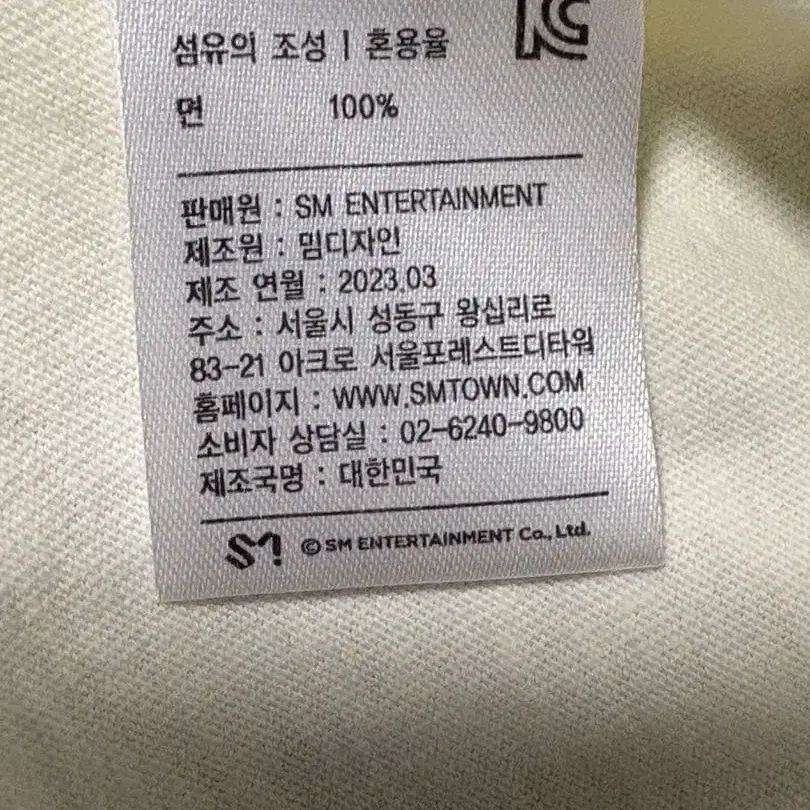 섬유의 조성 | 혼용율
면 100%
판매원 : SM ENTERTAINMENT
제조원 : 밈디자인
제조 연월 : 2023.03
주소 : 서울시 성동구 왕십리로
83-21 아크로 서울포레스트디타워
홈페이지 : WWW.SMTOWN.COM
소비자 상담실 : 02-6240-9800
제조국명 : 대한민국
SM © SM ENTERTAINMENT Co., Ltd.